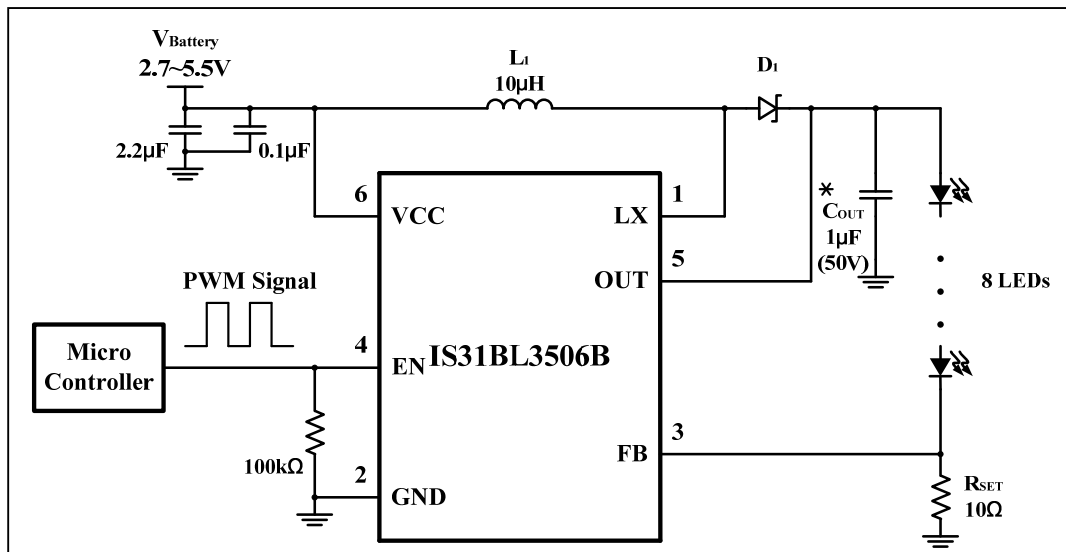 VBattery
2.7~5.5V
2.2µF
0.1µF
L1
10µH
D1
6
VCC
1
LX
*
COUT
1µF
(50V)
5
OUT
8 LEDs
PWM Signal
Micro
Controller
4
EN
IS31BL3506B
100kΩ
2
GND
3
FB
RSET
10Ω